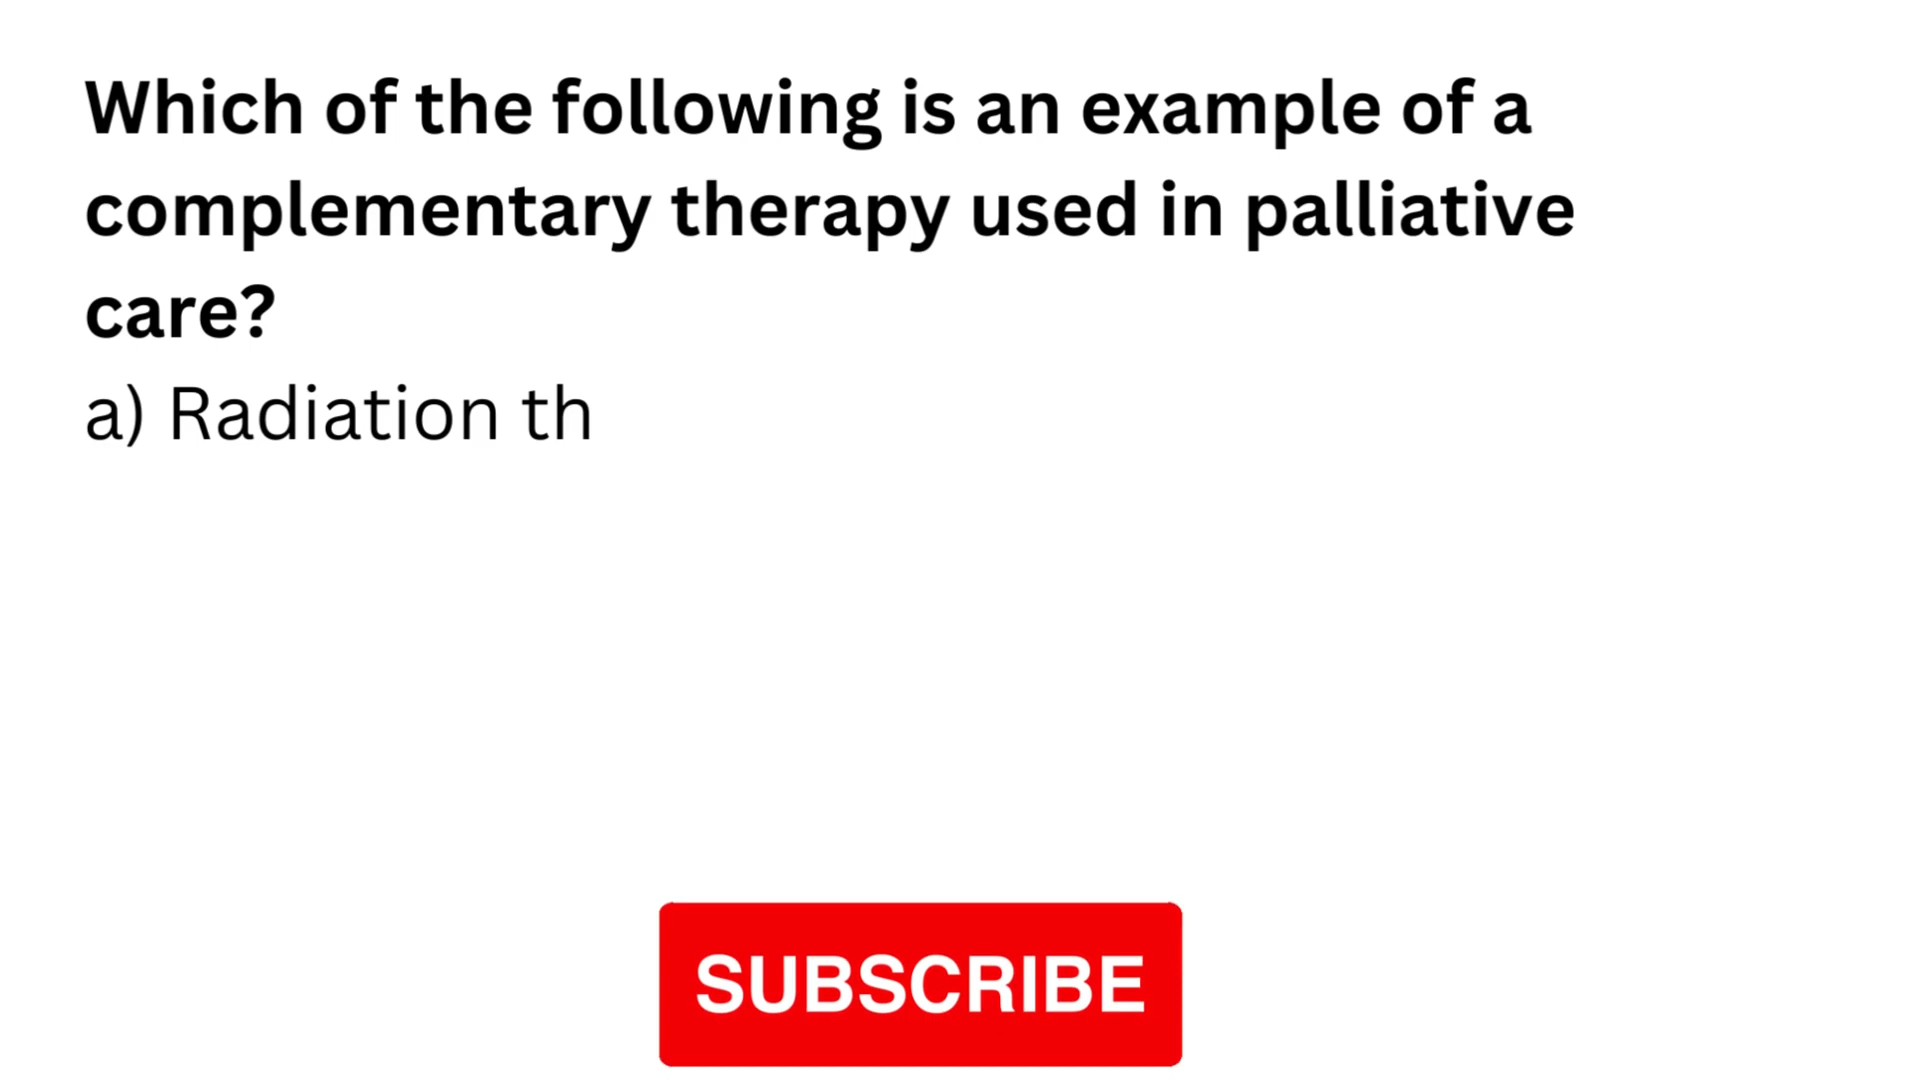 Which of the following is an example of a
complementary therapy used in palliative
care?
a) Radiation th
SUBSCRIBE